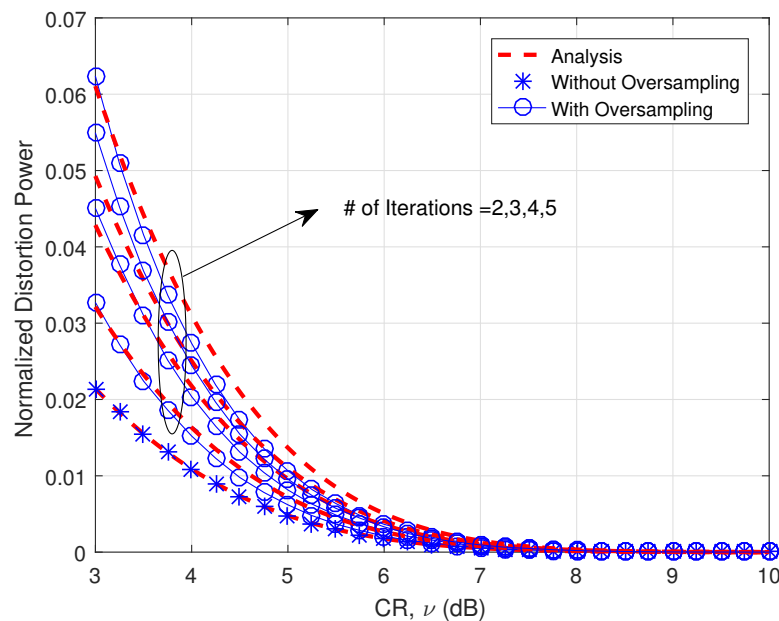 0.07
0.06
0.05
0.04
0.03
0.02
0.01
0
Normalized Distortion Power
Analysis
Without Oversampling
With Oversampling
# of Iterations =2,3,4,5
3
4
5
6
7
8
9
10
CR, ν (dB)